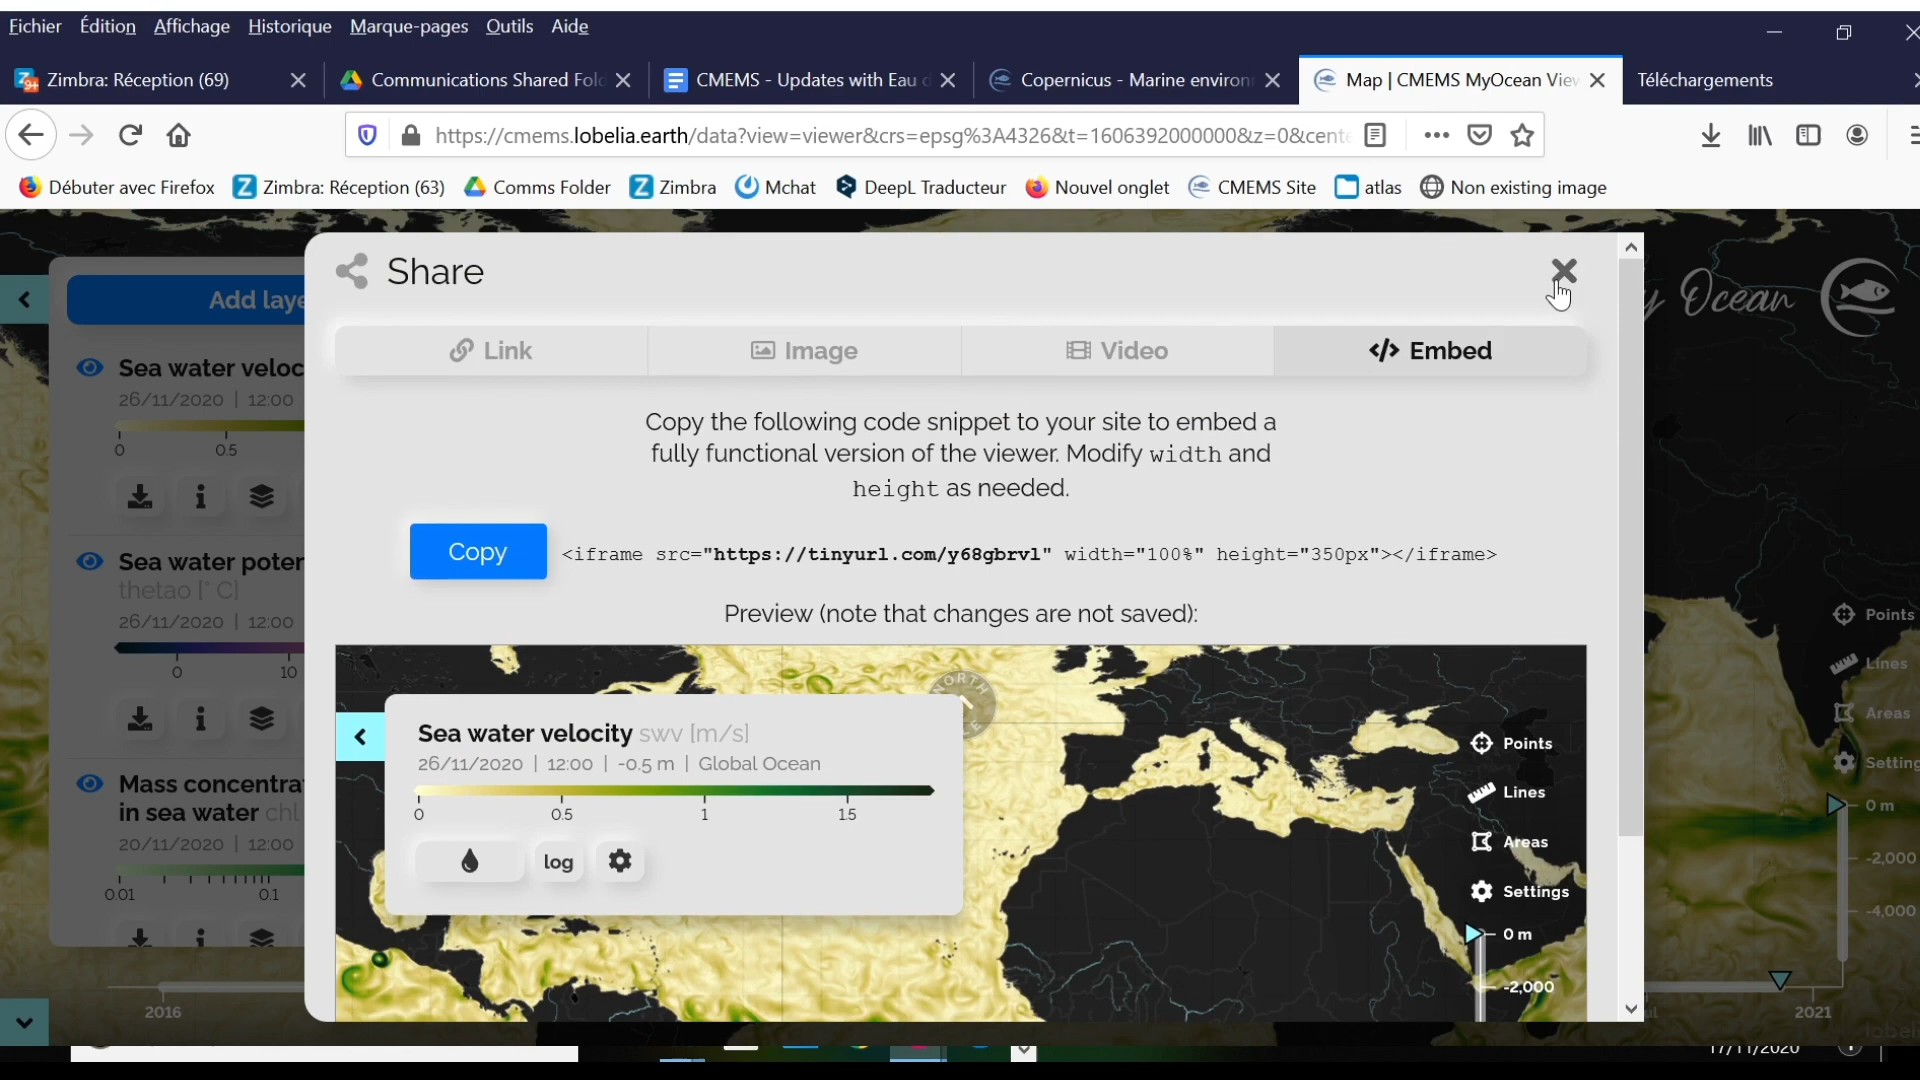 Fichier Édition Affichage Historique Marque-pages Outils Aide
Zimbra: Réception (69) Communications Shared Fol CMEMS - Updates with Eau d Copernicus - Marine environ Map | CMEMS MyOcean View Téléchargements
https://cmems.lobelia.earth/data?view=viewer&crs=epsg%3A4326&t=1606392000000&z=0&cente
Débuter avec Firefox Zimbra: Réception (63) Comms Folder Zimbra Mchat DeepL Traducteur Nouvel onglet CMEMS Site atlas Non existing image
Share
y Ocean
Add laye
Link Image Video </> Embed
Sea water veloc
26/11/2020 | 12:00
0 0.5
Copy the following code snippet to your site to embed a
fully functional version of the viewer. Modify width and
height as needed.
Copy <iframe src="https://tinyurl.com/y68gbrvl" width="100%" height="350px"></iframe>
Sea water poter
thetao [° C]
26/11/2020 | 12:00
0 10
Preview (note that changes are not saved):
NORTH
Sea water velocity swv [m/s]
26/11/2020 | 12:00 | -0.5 m | Global Ocean
0 0.5 1 1.5
log
Points
Lines
Areas
Settings
0 m
-2,000
Mass concentra
in sea water chl
20/11/2020 | 12:00
0.01 0.1
Points
Lines
Areas
Setting
0 m
-2,000
-4,000
2016
2021
17/11/2020